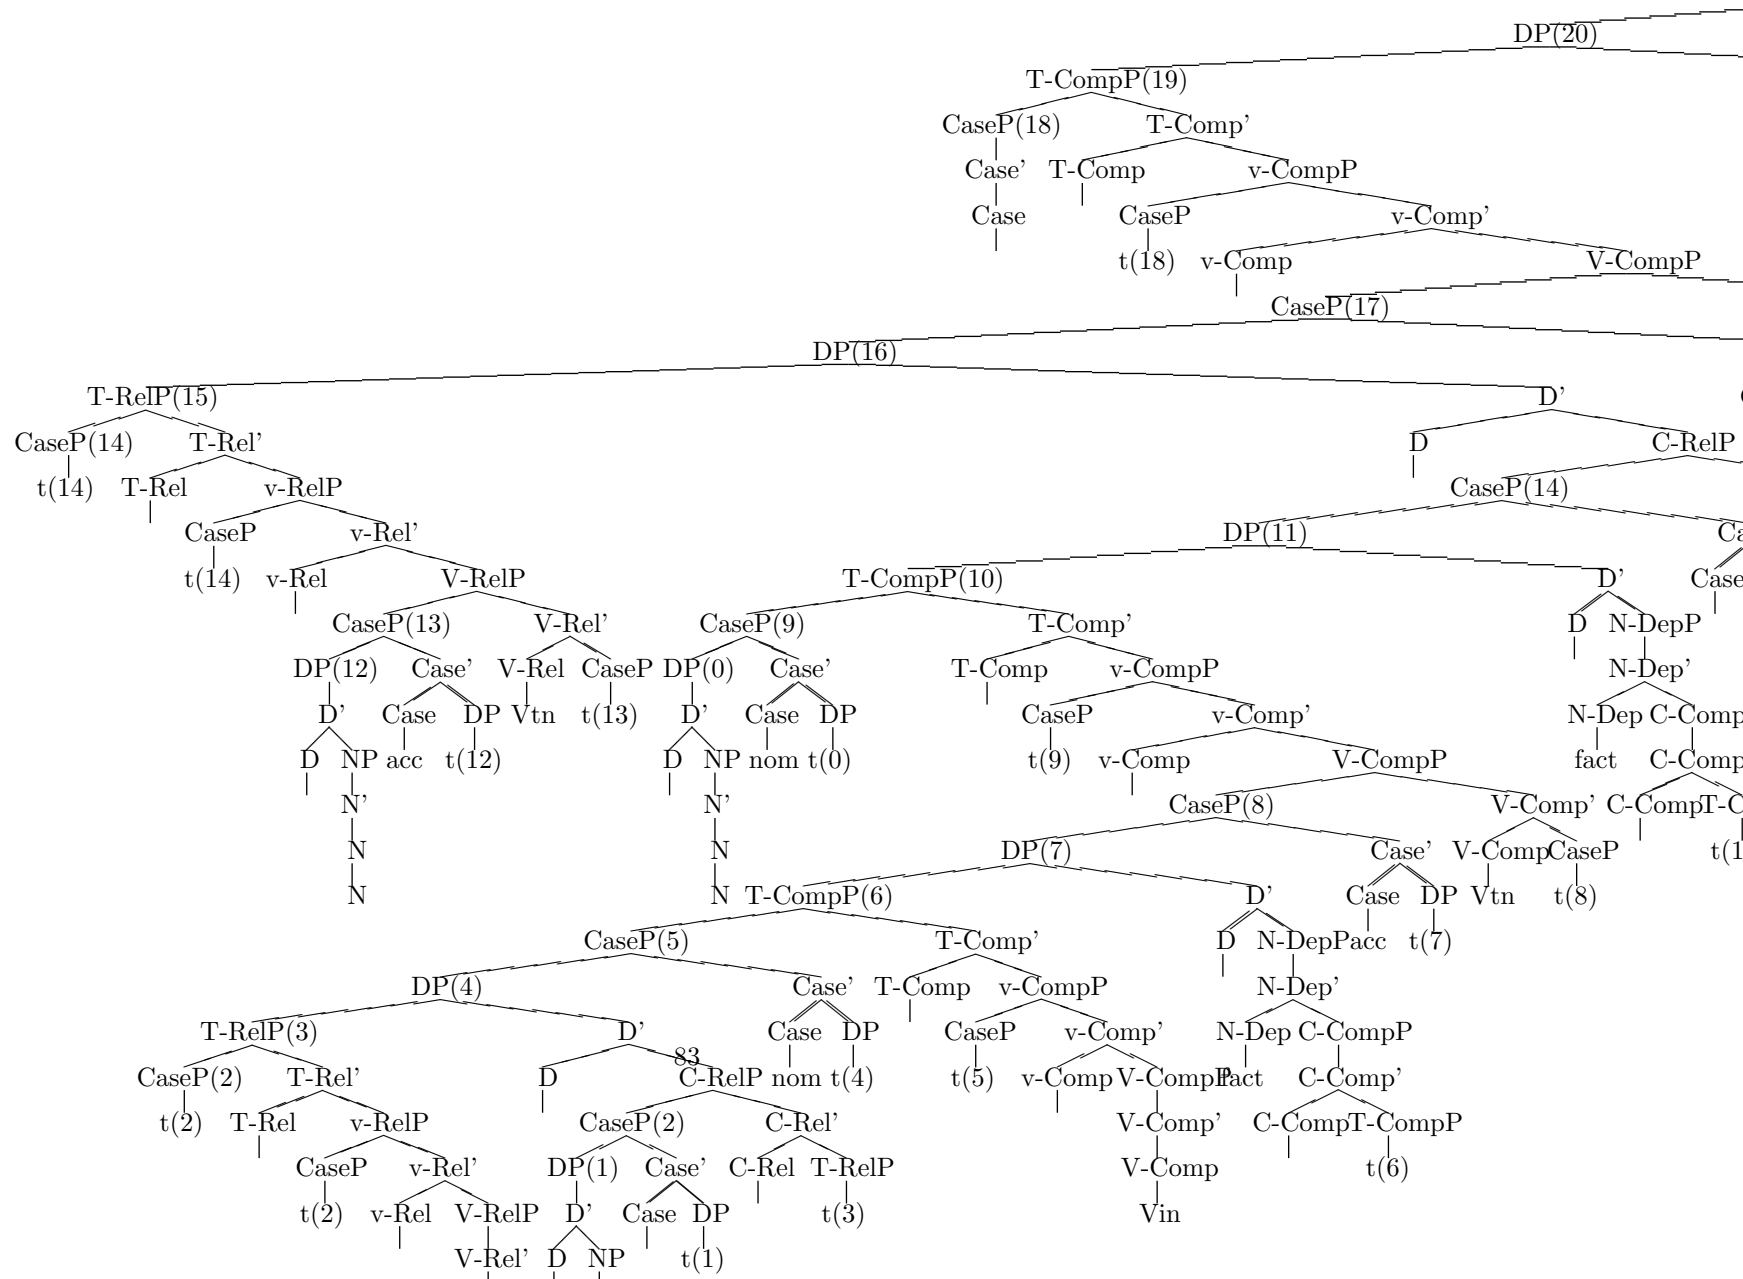 DP(20)
T-CompP(19)
CaseP(18) T-Comp'
Case' T-Comp v-CompP
Case CaseP v-Comp'
t(18) v-Comp V-CompP
CaseP(17)
DP(16)
T-RelP(15) D'
CaseP(14) T-Rel' D C-RelP
t(14) T-Rel v-RelP CaseP(14)
CaseP v-Rel' DP(11)
t(14) v-Rel V-RelP T-CompP(10) D' Case
CaseP(13) V-Rel' CaseP(9) T-Comp' D N-DepP
DP(12) Case' V-Rel CaseP DP(0) Case' T-Comp v-CompP N-Dep'
D' Case DP Vtn t(13) D' Case DP CaseP v-Comp' N-Dep C-Comp
D NP acc t(12) D NP nom t(0) t(9) v-Comp V-CompP fact C-Comp
N' N' CaseP(8) V-Comp' C-Comp T-C
N N DP(7) Case' V-Comp CaseP t(1
N N T-CompP(6) D' Case DP Vtn t(8)
CaseP(5) T-Comp' D N-DepP acc t(7)
DP(4) Case' T-Comp v-CompP N-Dep'
T-RelP(3) D' Case DP CaseP v-Comp' N-Dep C-CompP
83
CaseP(2) T-Rel' D C-RelP nom t(4) t(5) v-Comp V-CompP fact C-Comp'
t(2) T-Rel v-RelP CaseP(2) C-Rel' V-Comp' C-Comp T-CompP
CaseP v-Rel' DP(1) Case' C-Rel T-RelP V-Comp t(6)
t(2) v-Rel V-RelP D' Case DP t(3) Vin
V-Rel' D NP t(1)